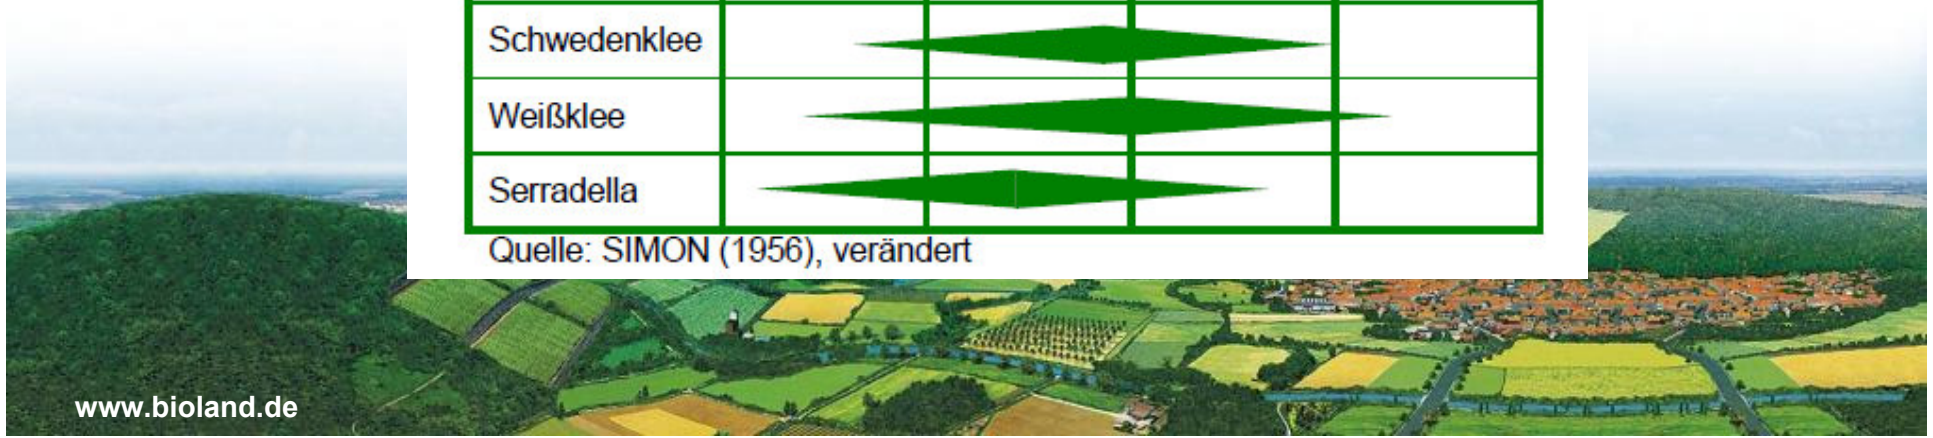 Schwedenklee
Weißklee
Serradella
Quelle: SIMON (1956), verändert
www.bioland.de